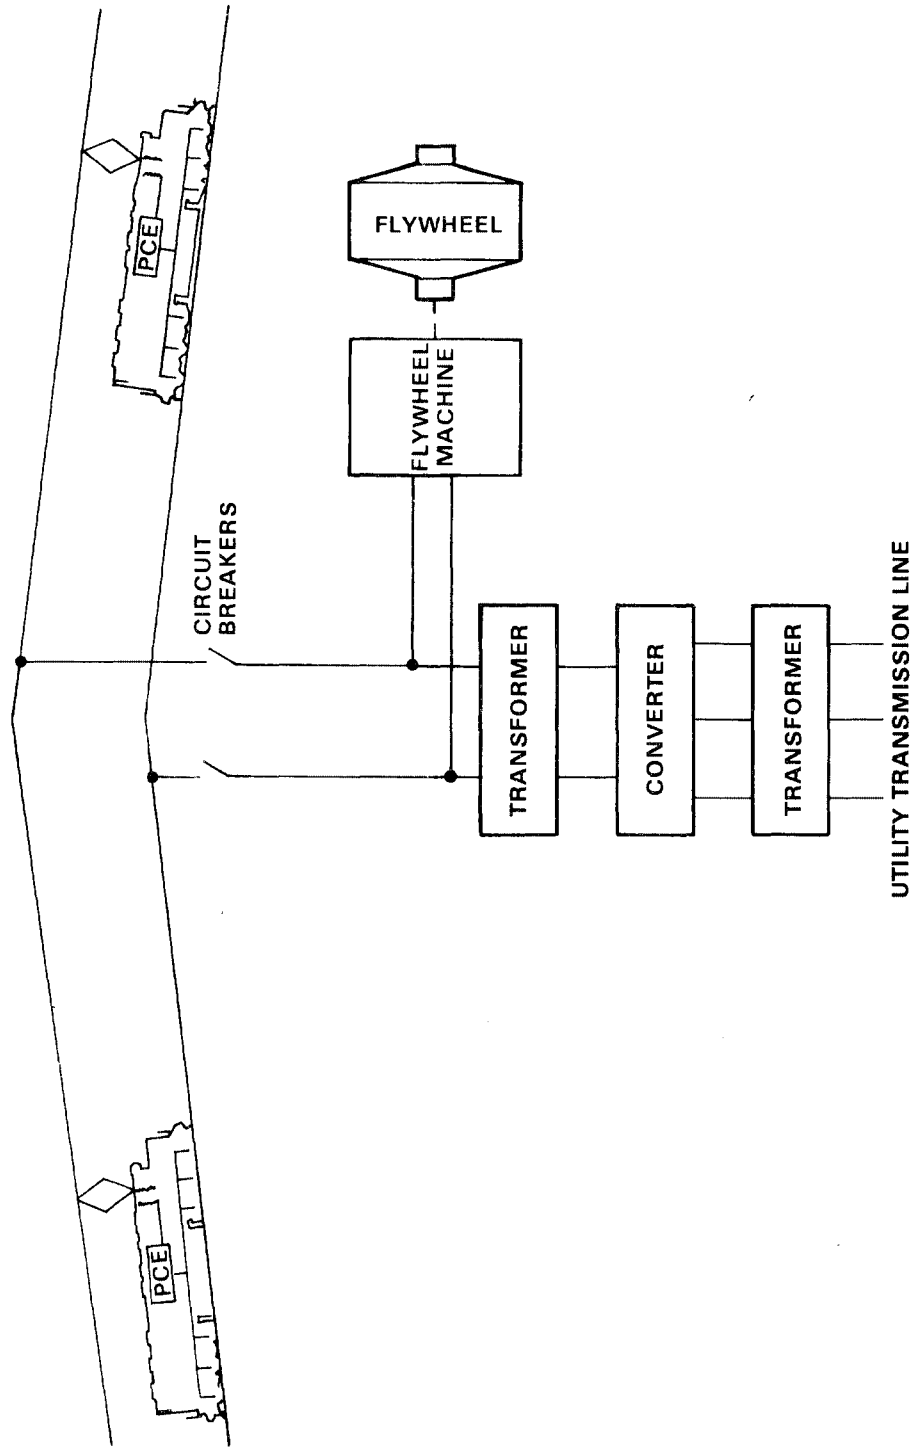 PCE
FLYWHEEL
FLYWHEEL
MACHINE
CIRCUIT
BREAKERS
TRANSFORMER
CONVERTER
TRANSFORMER
UTILITY TRANSMISSION LINE
PCE